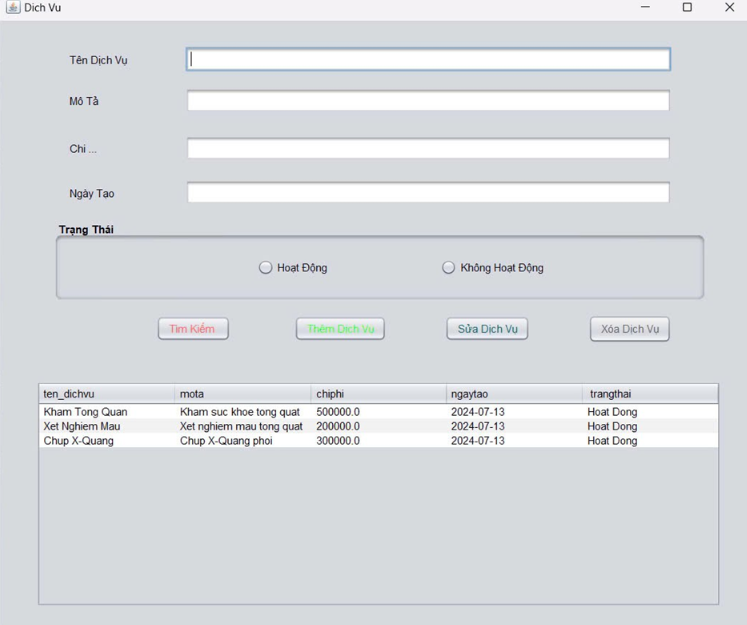 Dich Vu
Tên Dịch Vụ
Mô Tả
Chi ...
Ngày Tạo
Trạng Thái
Hoạt Động Không Hoạt Động
Tìm Kiếm Thêm Dịch Vụ Sửa Dịch Vụ Xóa Dịch Vụ
ten_dichvu mota chiphi ngaytao trangthai
Kham Tong Quan Kham suc khoe tong quat 500000.0 2024-07-13 Hoat Dong
Xet Nghiem Mau Xet nghiem mau tong quat 200000.0 2024-07-13 Hoat Dong
Chup X-Quang Chup X-Quang phoi 300000.0 2024-07-13 Hoat Dong